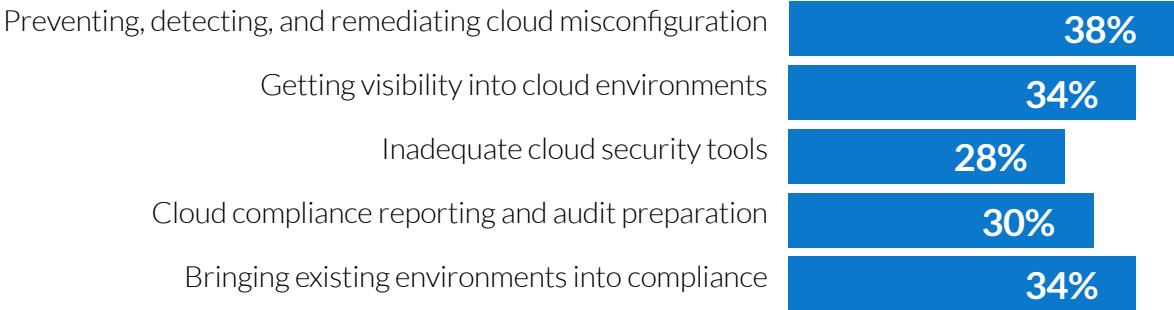 Preventing, detecting, and remediating cloud misconfiguration 38%
Getting visibility into cloud environments 34%
Inadequate cloud security tools 28%
Cloud compliance reporting and audit preparation 30%
Bringing existing environments into compliance 34%